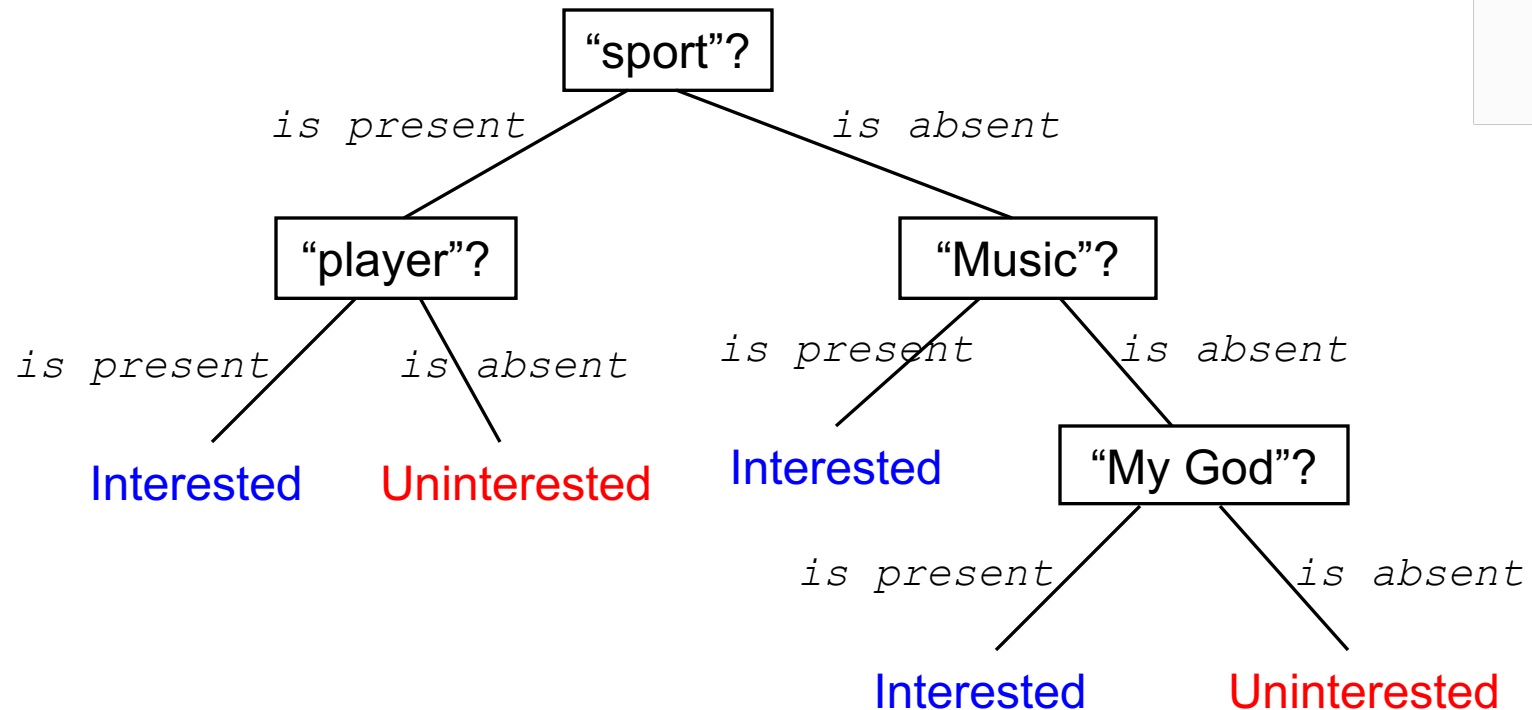 “sport”?
is present
is absent
“player”?
“Music”?
is present
is absent
is present
is absent
Interested
Uninterested
Interested
“My God”?
is present
is absent
Interested
Uninterested